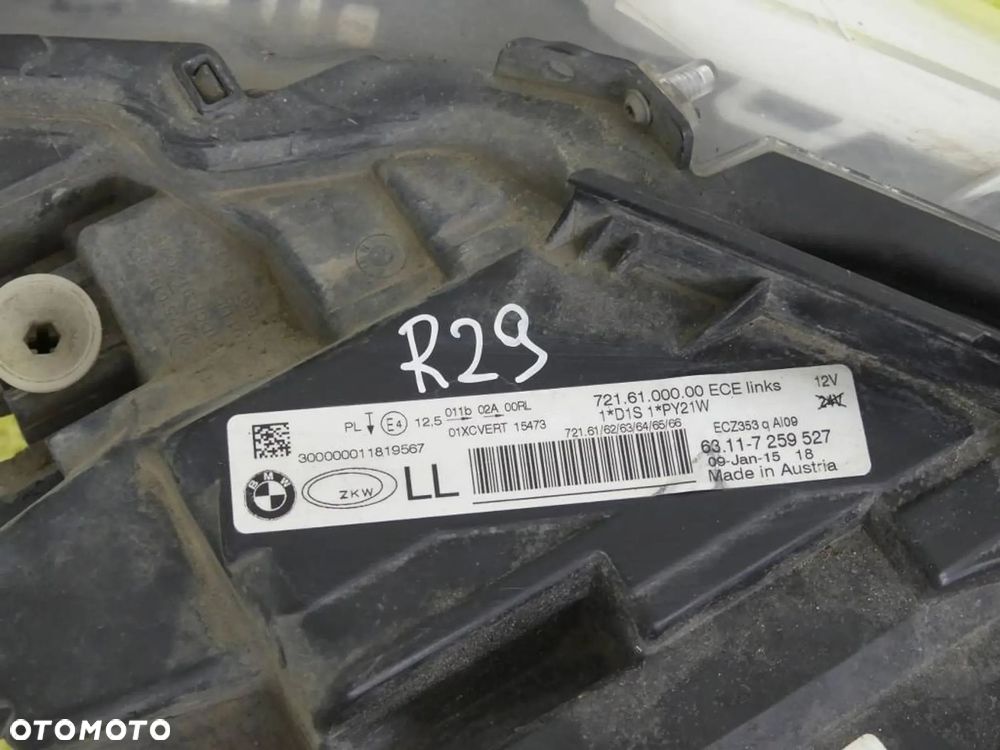 R29
721.61.000.00 ECE links 12V
PL E4 12,5 011b 02A 00RL 1*D1S 1*PY21W 24V
01XCVERT 15473 721.61/62/63/64/65/66 ECZ353 q AI09
300000011819567 63.11-7 259 527
BMW ZKW LL 09-Jan-15 18
Made in Austria
OTOMOTO